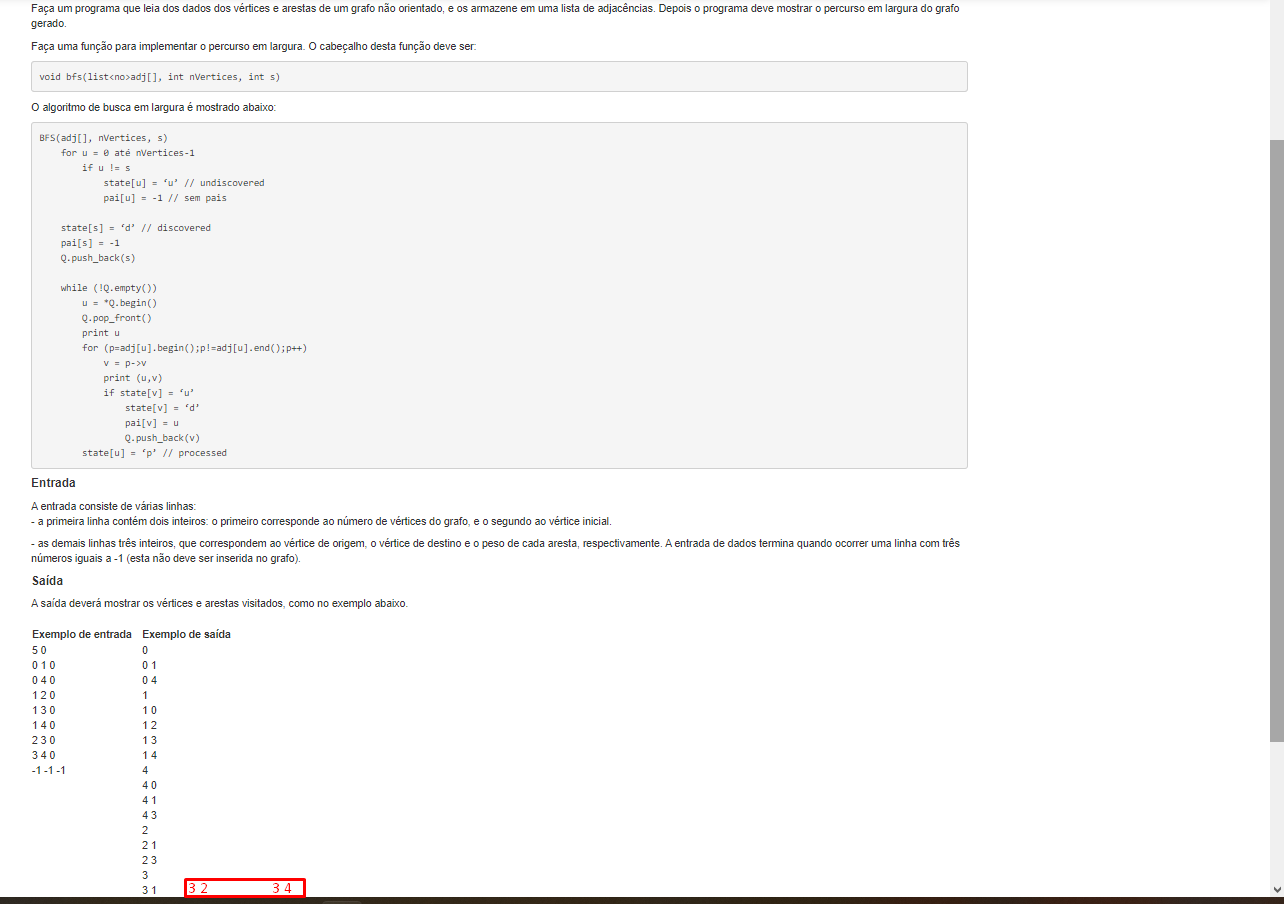 Faça um programa que leia dos dados dos vértices e arestas de um grafo não orientado, e os armazene em uma lista de adjacências. Depois o programa deve mostrar o percurso em largura do grafo
gerado.
Faça uma função para implementar o percurso em largura. O cabeçalho desta função deve ser:
void bfs(list<no>adj[], int nVertices, int s)
O algoritmo de busca em largura é mostrado abaixo:
BFS(adj[], nVertices, s)
for u = 0 até nVertices-1
if u != s
state[u] = ‘u’ // undiscovered
pai[u] = -1 // sem pais
state[s] = ‘d’ // discovered
pai[s] = -1
Q.push_back(s)
while (!Q.empty())
u = *Q.begin()
Q.pop_front()
print u
for (p=adj[u].begin();p!=adj[u].end();p++)
v = p->v
print (u,v)
if state[v] = ‘u’
state[v] = ‘d’
pai[v] = u
Q.push_back(v)
state[u] = ‘p’ // processed
Entrada
A entrada consiste de várias linhas:
- a primeira linha contém dois inteiros: o primeiro corresponde ao número de vértices do grafo, e o segundo ao vértice inicial.
- as demais linhas três inteiros, que correspondem ao vértice de origem, o vértice de destino e o peso de cada aresta, respectivamente. A entrada de dados termina quando ocorrer uma linha com três
números iguais a -1 (esta não deve ser inserida no grafo).
Saída
A saída deverá mostrar os vértices e arestas visitados, como no exemplo abaixo.
Exemplo de entrada Exemplo de saída
5 0 0
0 1 0 0 1
0 4 0 0 4
1 2 0 1
1 3 0 1 0
1 4 0 1 2
2 3 0 1 3
3 4 0 1 4
-1 -1 -1 4
4 0
4 1
4 3
2
2 1
2 3
3
3 1 3 2 3 4